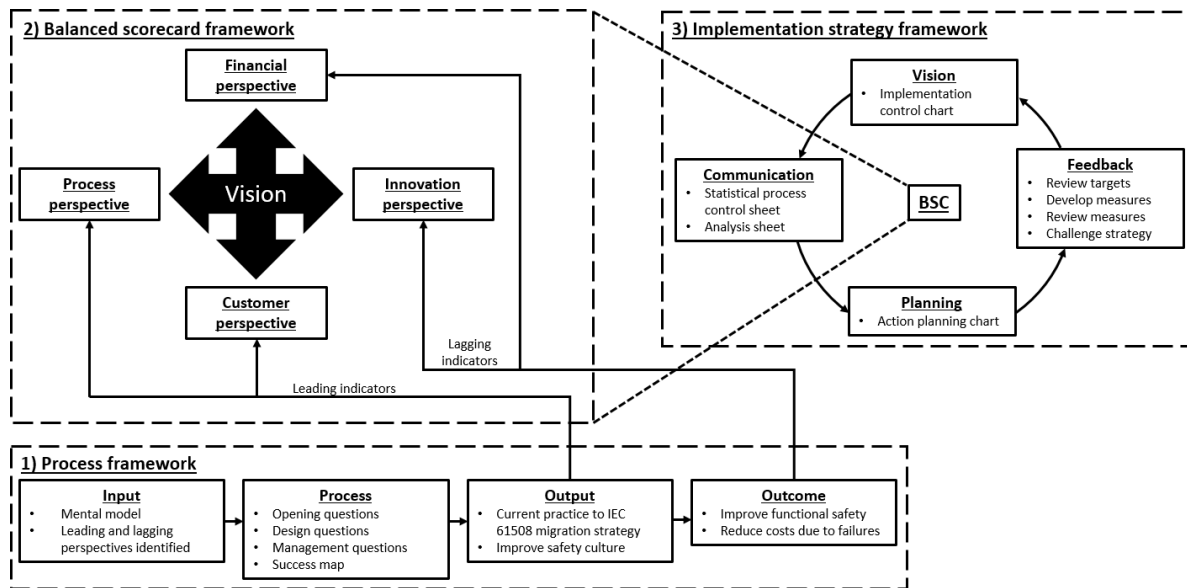 2) Balanced scorecard framework
Financial
perspective
Process
perspective
Vision
Innovation
perspective
Customer
perspective
Lagging
indicators
Leading indicators
3) Implementation strategy framework
Vision
• Implementation
control chart
Communication
• Statistical process
control sheet
• Analysis sheet
BSC
Feedback
• Review targets
• Develop measures
• Review measures
• Challenge strategy
Planning
• Action planning chart
1) Process framework
Input
• Mental model
• Leading and lagging
perspectives identified
Process
• Opening questions
• Design questions
• Management questions
• Success map
Output
• Current practice to IEC
61508 migration strategy
• Improve safety culture
Outcome
• Improve functional safety
• Reduce costs due to failures